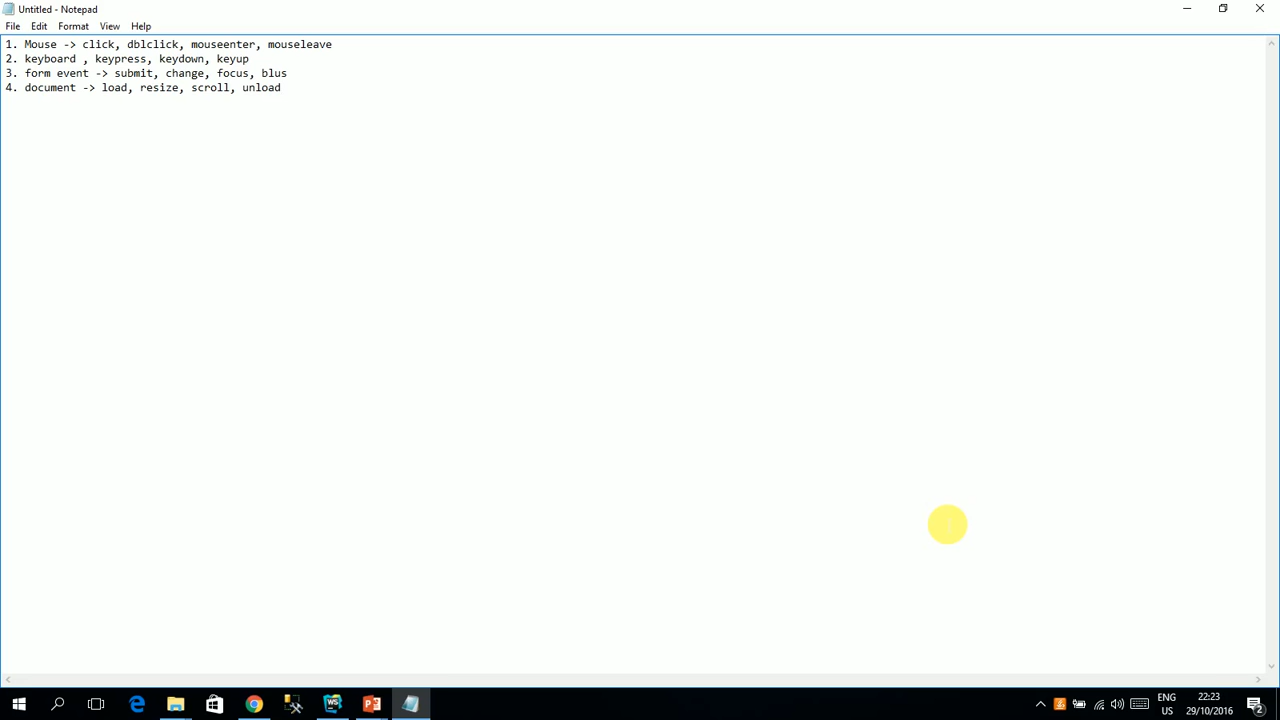 Untitled - Notepad
File Edit Format View Help
1. Mouse -> click, dblclick, mouseenter, mouseleave
2. keyboard , keypress, keydown, keyup
3. form event -> submit, change, focus, blus
4. document -> load, resize, scroll, unload
ENG 22:23
US 29/10/2016 2